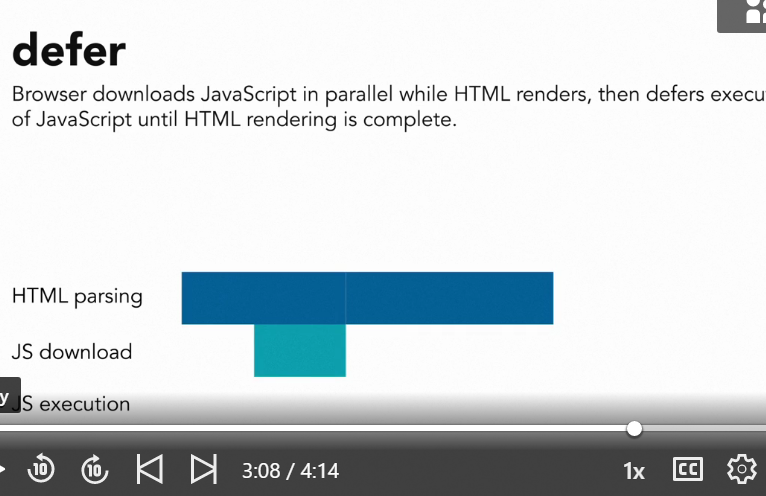 defer
Browser downloads JavaScript in parallel while HTML renders, then defers
of JavaScript until HTML rendering is complete.
HTML parsing
JS download
JS execution
10
10
3:08 / 4:14
1x
CC